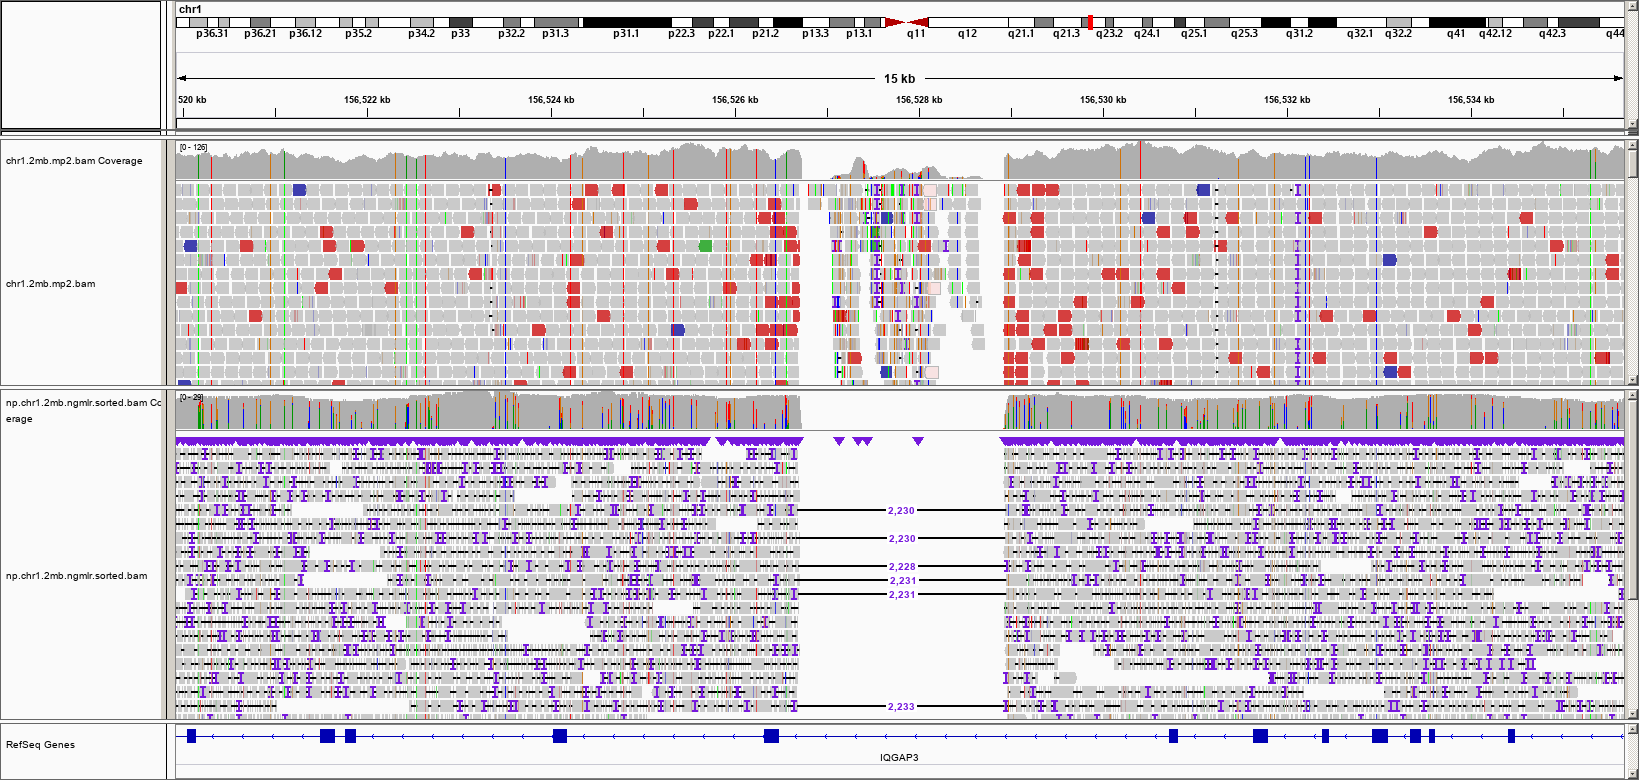 chr1
p36.31 p36.21 p36.12 p35.2 p34.2 p33 p32.2 p31.3 p31.1 p22.3 p22.1 p21.2 p13.3 p13.1 q11 q12 q21.1 q21.3 q23.2 q24.1 q25.1 q25.3 q31.2 q32.1 q32.2 q41 q42.12 q42.3 q44
15 kb
520 kb 156,522 kb 156,524 kb 156,526 kb 156,528 kb 156,530 kb 156,532 kb 156,534 kb
chr1.2mb.mp2.bam Coverage
[0 - 126]
chr1.2mb.mp2.bam
np.chr1.2mb.ngmlr.sorted.bam Cc
erage
[0 - 29]
2,230
2,230
2,228
2,231
2,231
np.chr1.2mb.ngmlr.sorted.bam
2,233
RefSeq Genes
IQGAP3